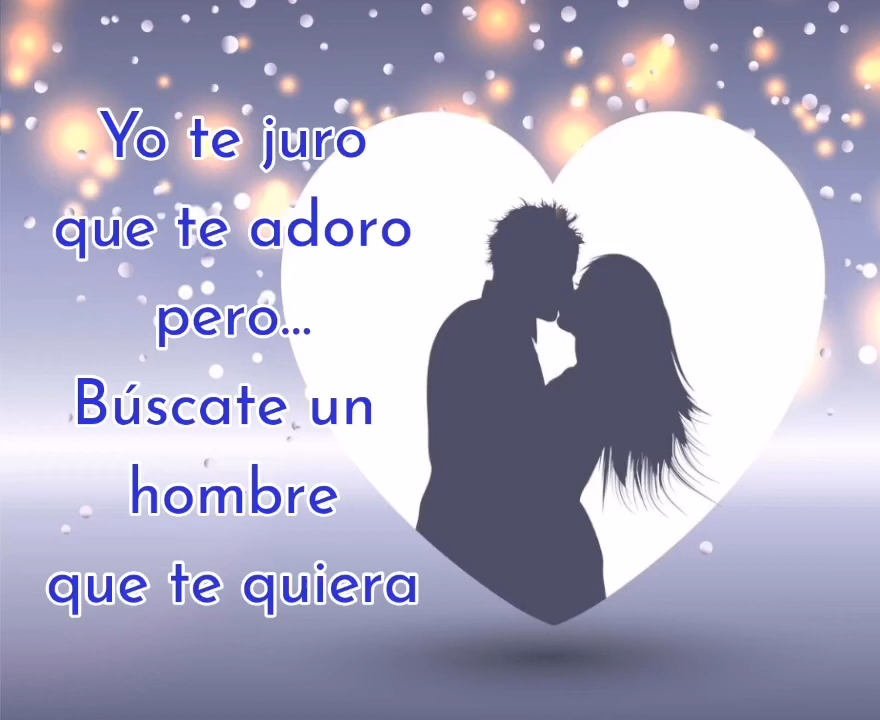 Yo te juro
que te adoro
pero...
Búscate un
hombre
que te quiera